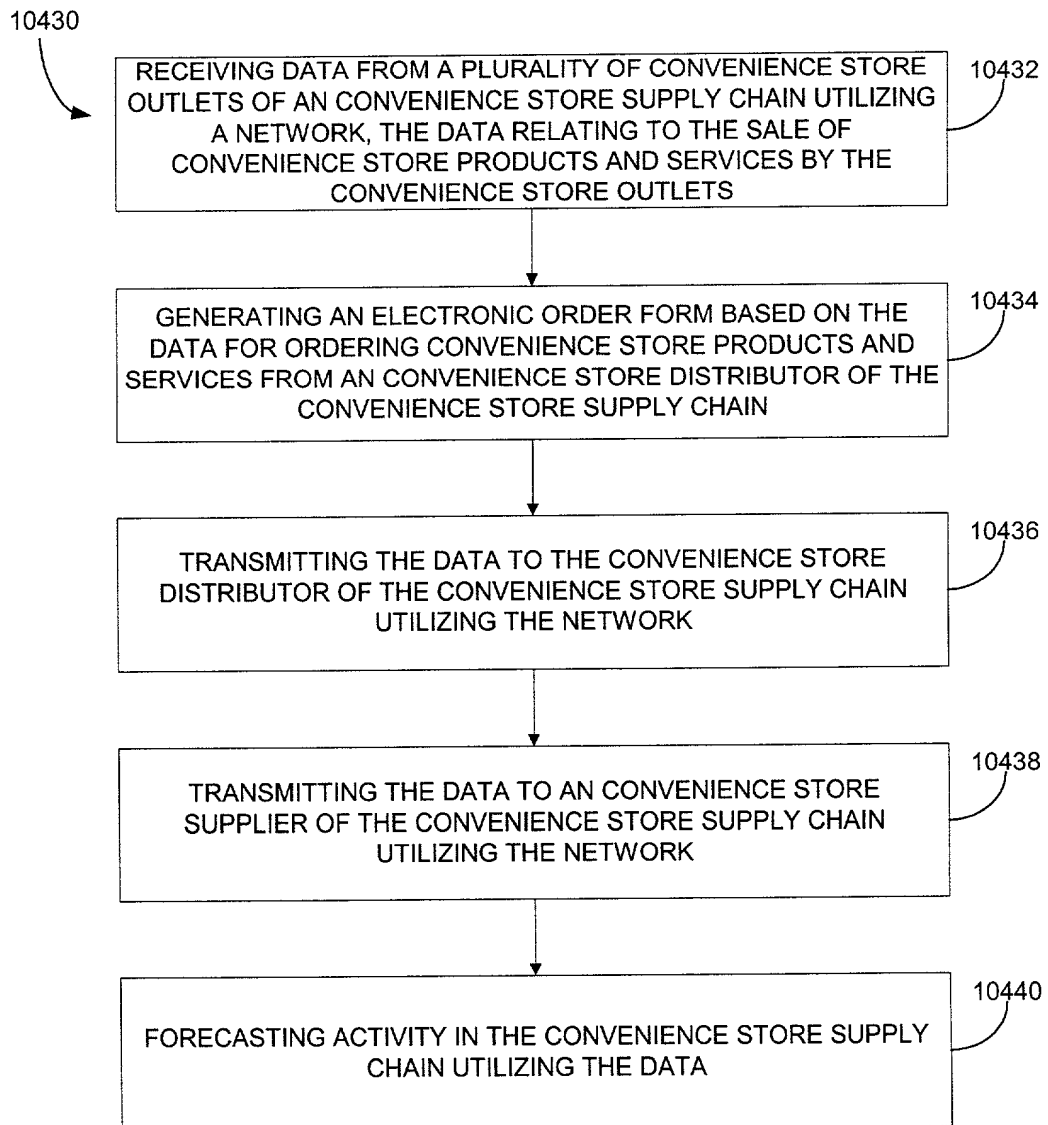 10430
RECEIVING DATA FROM A PLURALITY OF CONVENIENCE STORE
OUTLETS OF AN CONVENIENCE STORE SUPPLY CHAIN UTILIZING
A NETWORK, THE DATA RELATING TO THE SALE OF
CONVENIENCE STORE PRODUCTS AND SERVICES BY THE
CONVENIENCE STORE OUTLETS
10432
GENERATING AN ELECTRONIC ORDER FORM BASED ON THE
DATA FOR ORDERING CONVENIENCE STORE PRODUCTS AND
SERVICES FROM AN CONVENIENCE STORE DISTRIBUTOR OF THE
CONVENIENCE STORE SUPPLY CHAIN
10434
TRANSMITTING THE DATA TO THE CONVENIENCE STORE
DISTRIBUTOR OF THE CONVENIENCE STORE SUPPLY CHAIN
UTILIZING THE NETWORK
10436
TRANSMITTING THE DATA TO AN CONVENIENCE STORE
SUPPLIER OF THE CONVENIENCE STORE SUPPLY CHAIN
UTILIZING THE NETWORK
10438
FORECASTING ACTIVITY IN THE CONVENIENCE STORE SUPPLY
CHAIN UTILIZING THE DATA
10440